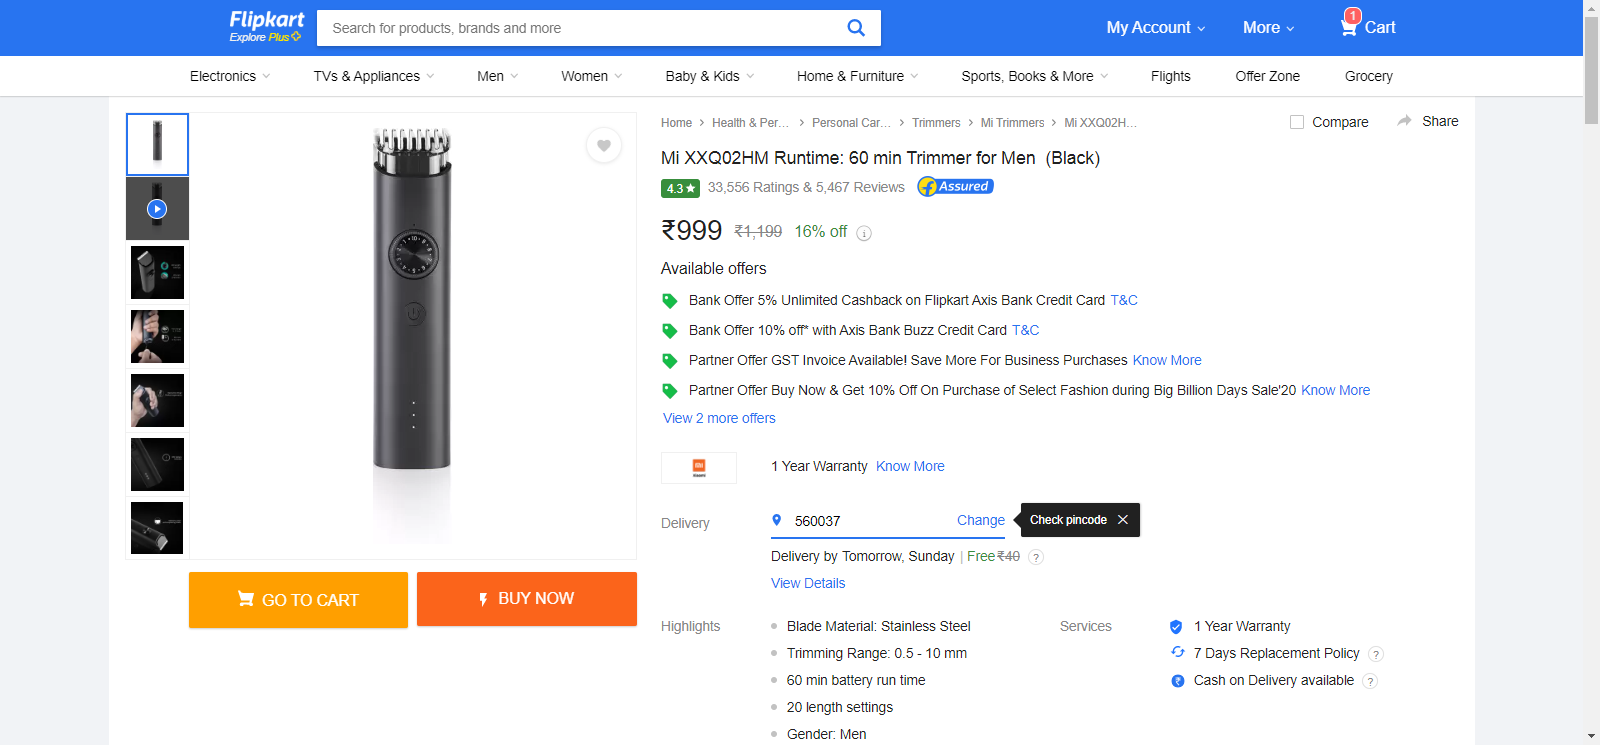 Flipkart
Explore Plus
Search for products, brands and more
My Account
More
1
Cart
Electronics
TVs & Appliances
Men
Women
Baby & Kids
Home & Furniture
Sports, Books & More
Flights
Offer Zone
Grocery
Home
Health & Per...
Personal Car...
Trimmers
Mi Trimmers
Mi XXQ02H...
Compare
Share
Mi XXQ02HM Runtime: 60 min Trimmer for Men (Black)
4.3 ★
33,556 Ratings & 5,467 Reviews
f Assured
₹999 ₹1,199 16% off i
Available offers
Bank Offer 5% Unlimited Cashback on Flipkart Axis Bank Credit Card T&C
Bank Offer 10% off* with Axis Bank Buzz Credit Card T&C
Partner Offer GST Invoice Available! Save More For Business Purchases Know More
Partner Offer Buy Now & Get 10% Off On Purchase of Select Fashion during Big Billion Days Sale'20 Know More
View 2 more offers
1 Year Warranty Know More
Delivery
560037
Change
Check pincode
Delivery by Tomorrow, Sunday | Free ₹40 ?
View Details
GO TO CART
BUY NOW
Highlights
Blade Material: Stainless Steel
Trimming Range: 0.5 - 10 mm
60 min battery run time
20 length settings
Gender: Men
Services
1 Year Warranty
7 Days Replacement Policy ?
₹ Cash on Delivery available ?